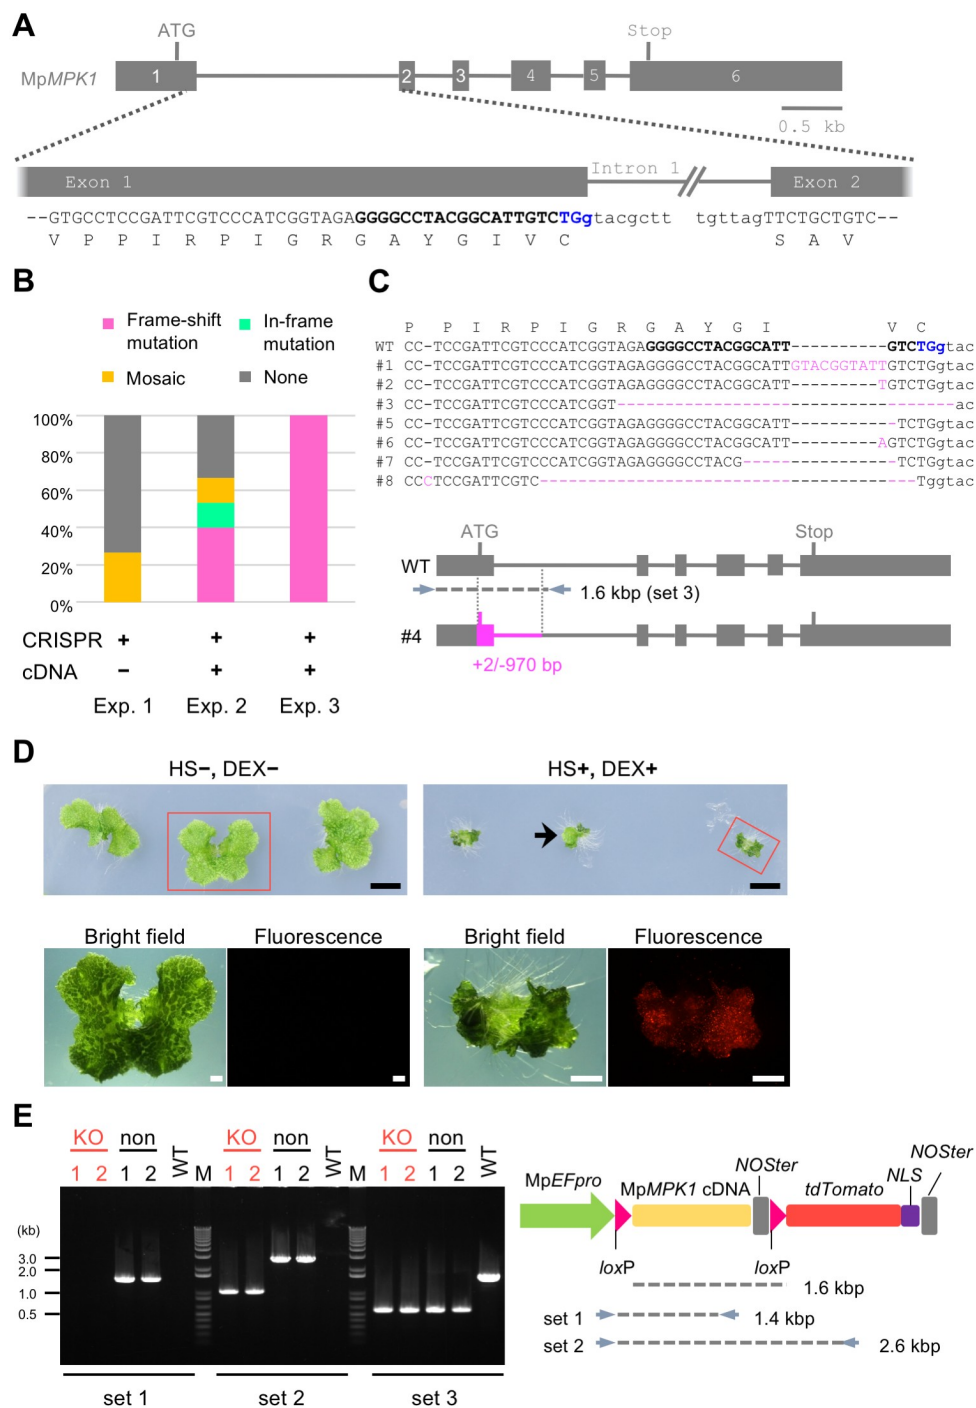 A
ATG
Stop
MpMPK1
1
2
3
4
5
6
0.5 kb
Exon 1
Intron 1
Exon 2
--GTGCCTCCGATTCGTCCCATCGGTAGAGGGGCCTACGGCATTGTCTGgtacgctt tgttagTTCTGCTGTC--
V P P I R P I G R G A Y G I V C S A V
B
Frame-shift mutation
In-frame mutation
Mosaic
None
100%
80%
60%
40%
20%
0%
CRISPR + + +
cDNA − + +
Exp. 1 Exp. 2 Exp. 3
C
P P I R P I G R G A Y G I V C
WT CC-TCCGATTCGTCCCATCGGTAGAGGGGCCTACGGCATT----------GTCTGgtac
#1 CC-TCCGATTCGTCCCATCGGTAGAGGGGCCTACGGCATTGTACGGTATTGTCTGgtac
#2 CC-TCCGATTCGTCCCATCGGTAGAGGGGCCTACGGCATT---------TGTCTGgtac
#3 CC-TCCGATTCGTCCCATCGGT-----------------------------------ac
#5 CC-TCCGATTCGTCCCATCGGTAGAGGGGCCTACGGCATT-----------TCTGgtac
#6 CC-TCCGATTCGTCCCATCGGTAGAGGGGCCTACGGCATT---------AGTCTGgtac
#7 CC-TCCGATTCGTCCCATCGGTAGAGGGGCCTACG----------------TCTGgtac
#8 CCCTCCGATTCGTC---------------------------------------Tggtac
ATG
Stop
WT
1.6 kbp (set 3)
#4
+2/-970 bp
D
HS−, DEX−
HS+, DEX+
Bright field
Fluorescence
Bright field
Fluorescence
E
KO non WT KO non WT KO non WT
1 2 1 2 M 1 2 1 2 M 1 2 1 2
(kb)
3.0
2.0
1.0
0.5
set 1
set 2
set 3
MpEFpro
MpMPK1 cDNA
NOSter
tdTomato
NLS
NOSter
loxP
loxP
1.6 kbp
set 1
1.4 kbp
set 2
2.6 kbp